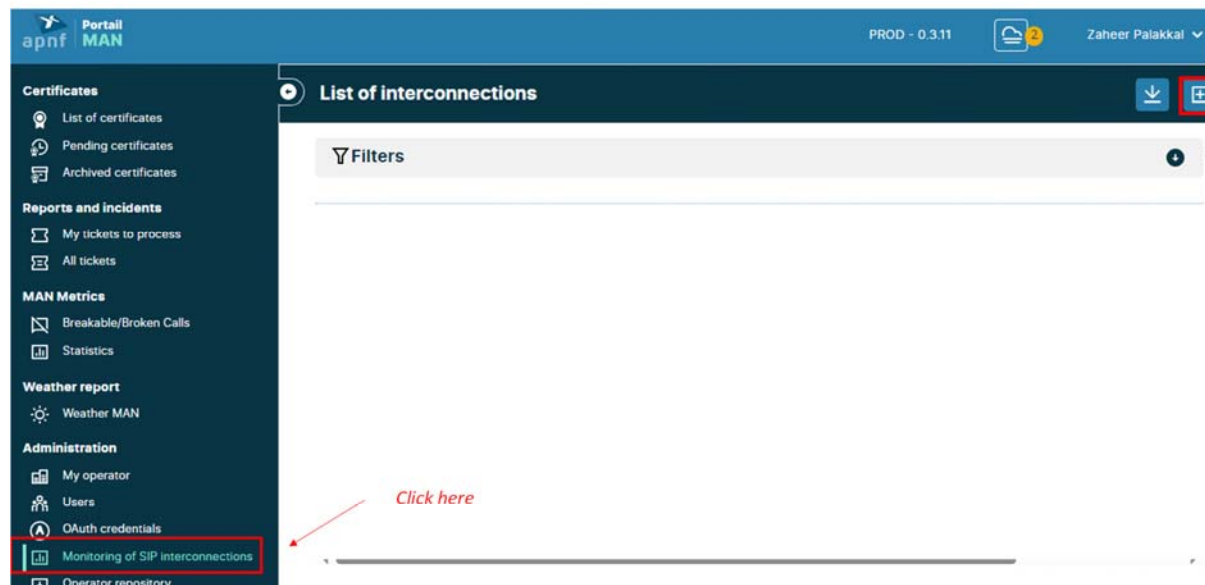 Portail
apnf MAN
PROD - 0.3.11
2
Zaheer Palakkal
Certificates
List of certificates
Pending certificates
Archived certificates
Reports and incidents
My tickets to process
All tickets
MAN Metrics
Breakable/Broken Calls
Statistics
Weather report
Weather MAN
Administration
My operator
Users
OAuth credentials
Monitoring of SIP interconnections
Operator repository
List of interconnections
Filters
Click here